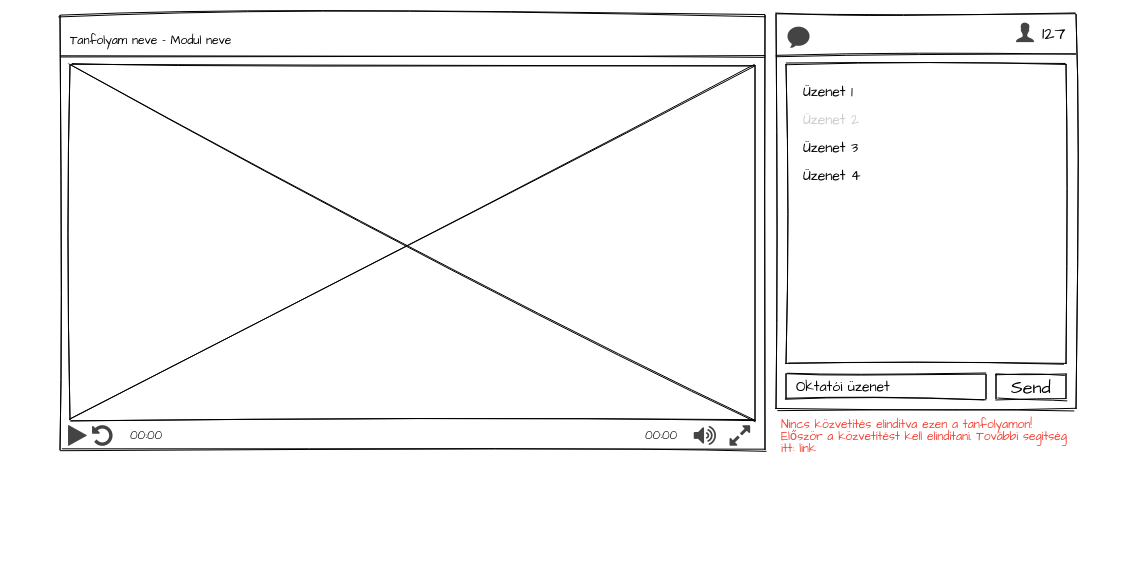 Tanfolyam neve - Modul neve
127
Üzenet 1
Üzenet 2
Üzenet 3
Üzenet 4
Oktatói üzenet
Send
Nincs közvetítés elindítva ezen a tanfolyamon!
Először a közvetítést kell elindítani. További segítség
itt: link
00:00
00:00